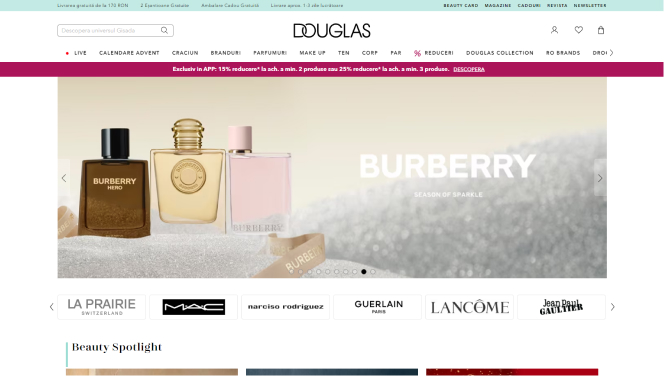 Livrarea gratuită de la 170 RON 2 Eșantioane Gratuite Ambalare Cadou Gratuită Livrare aprox. 1-3 zile lucrătoare BEAUTY CARD MAGAZINE CADOURI REVISTA NEWSLETTER
Descopera universul Douglas DOUGLAS
LIVE CALENDARE ADVENT CRACIUN BRANDURI PARFUMURI MAKE UP TEN CORP PAR % REDUCERI DOUGLAS COLLECTION RO BRANDS
Exclusiv in APP: 15% reducere* la ach. a min. 2 produse sau 25% reducere* la ach. a min. 3 produse. DESCOPERA
BURBERRY
HERO
BURBERRY
BURBERRY
BURBERRY
SEASON OF SPARKLE
LA PRAIRIE
SWITZERLAND
MAC
narciso rodriguez
GUERLAIN
PARIS
LANCÔME
Jean Paul
GAULTIER
Beauty Spotlight